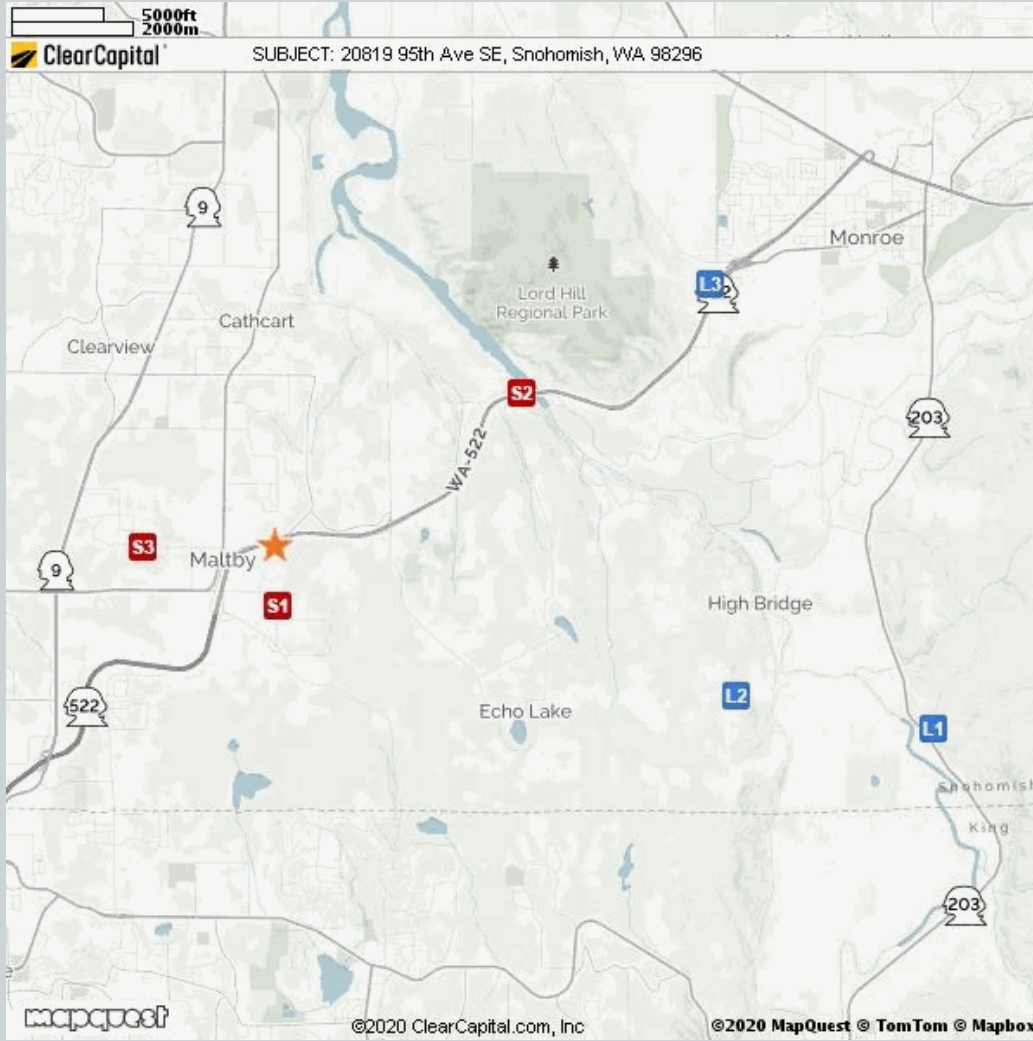 5000ft
2000m
ClearCapital
SUBJECT: 20819 95th Ave SE, Snohomish, WA 98296
9
Monroe
L3
Lord Hill
Regional Park
Cathcart
Clearview
S2
203
WA-522
S3
Maltby
9
S1
High Bridge
L2
522
Echo Lake
L1
Snohomish
King
203
mapquest
©2020 ClearCapital.com, Inc
©2020 MapQuest © TomTom © Mapbox